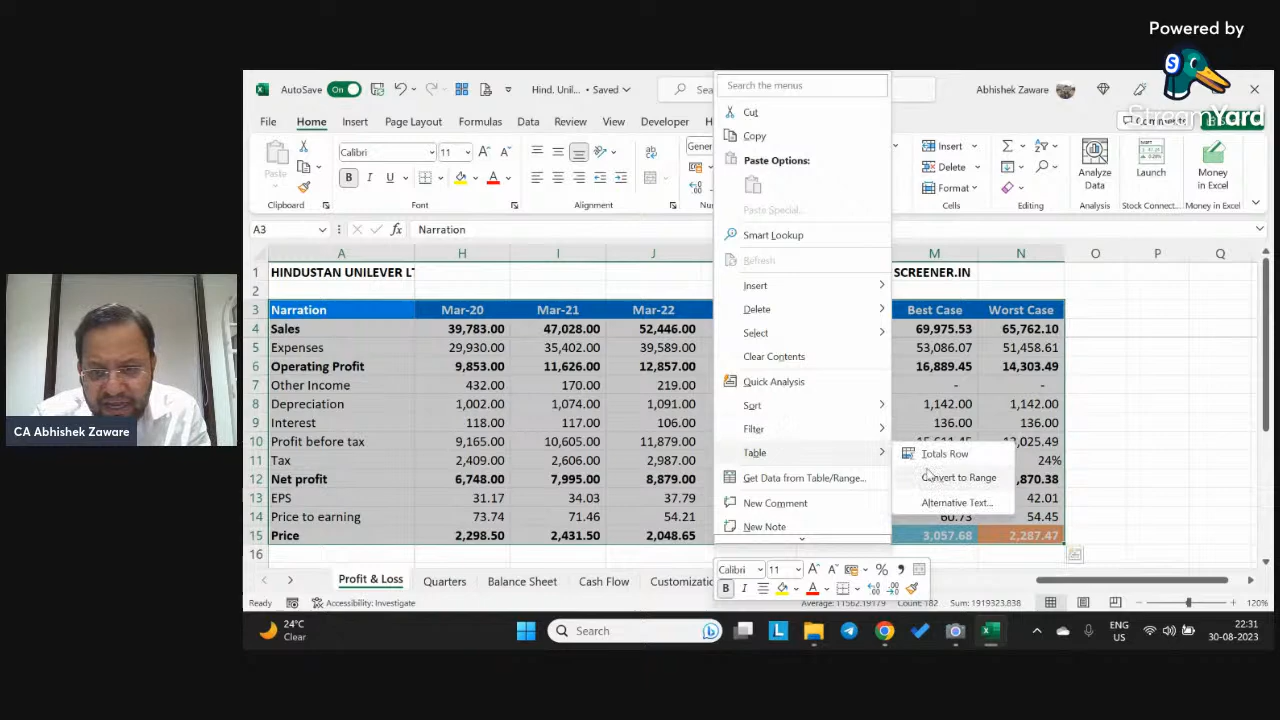 Powered by
StreamYard
AutoSave On
Hind. Unil... • Saved
Abhishek Zaware
File Home Insert Page Layout Formulas Data Review View Developer
Comments
Calibri 11
Paste
Insert
Delete
Format
Analyze Data
Launch
Money in Excel
Clipboard Font Alignment Cells Editing Analysis Stock Connect... Money in Excel
A3 fx Narration
A H I J M N O P Q
1 HINDUSTAN UNILEVER LT SCREENER.IN
2
3 Narration Mar-20 Mar-21 Mar-22 Best Case Worst Case
4 Sales 39,783.00 47,028.00 52,446.00 69,975.53 65,762.10
5 Expenses 29,930.00 35,402.00 39,589.00 53,086.07 51,458.61
6 Operating Profit 9,853.00 11,626.00 12,857.00 16,889.45 14,303.49
7 Other Income 432.00 170.00 219.00 - -
8 Depreciation 1,002.00 1,074.00 1,091.00 1,142.00 1,142.00
9 Interest 118.00 117.00 106.00 136.00 136.00
10 Profit before tax 9,165.00 10,605.00 11,879.00
11 Tax 2,409.00 2,606.00 2,987.00 24%
12 Net profit 6,748.00 7,995.00 8,879.00
13 EPS 31.17 34.03 37.79 42.01
14 Price to earning 73.74 71.46 54.21 60.73 54.45
15 Price 2,298.50 2,431.50 2,048.65 3,057.68 2,287.47
16
Search the menus
Cut
Copy
Paste Options:
Paste Special...
Smart Lookup
Refresh
Insert
Delete
Select
Clear Contents
Quick Analysis
Sort
Filter
Table
Get Data from Table/Range...
New Comment
New Note
Totals Row
Convert to Range
Alternative Text...
Calibri 11
CA Abhishek Zaware
Profit & Loss Quarters Balance Sheet Cash Flow
Ready Accessibility: Investigate Average: 11562.19179 Count: 182 Sum: 1919323.838 120%
24°C
Clear
Search
ENG
US
22:31
30-08-2023